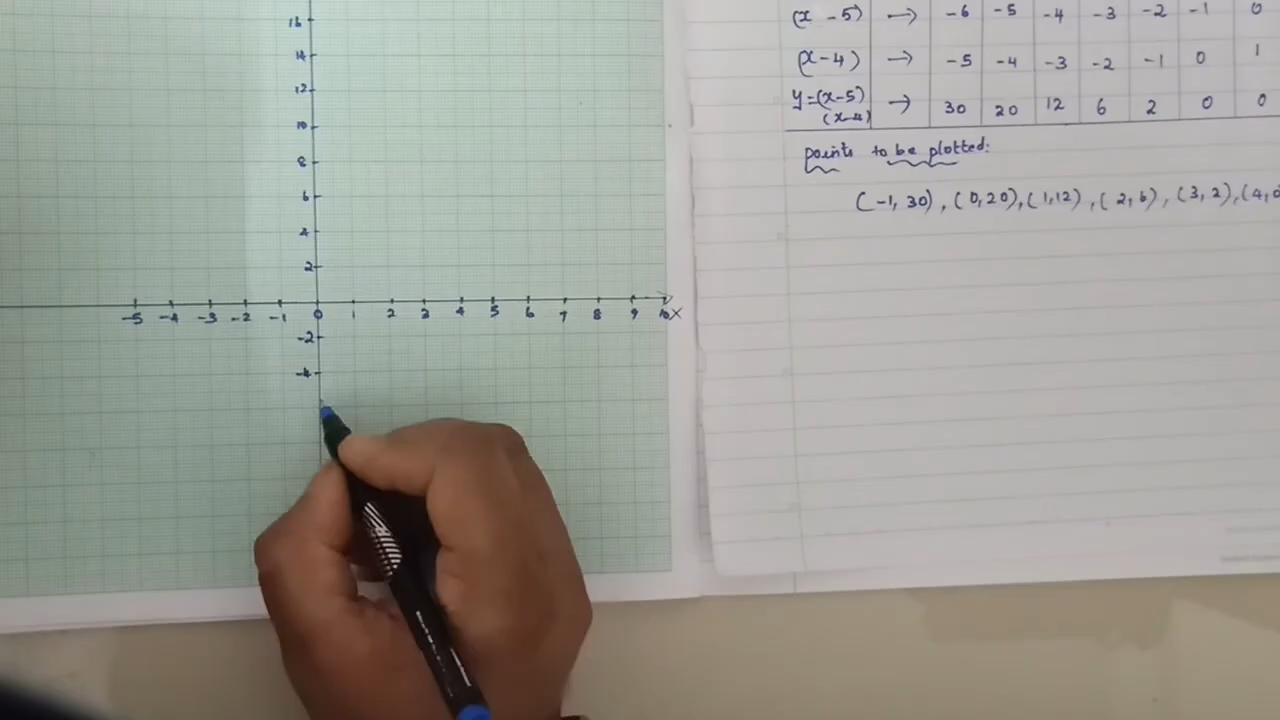 16
14
12
10
8
6
4
2
-5 -4 -3 -2 -1 0 1 2 3 4 5 6 7 8 9 10 X
-2
-4
(x - 5) → -6 -5 -4 -3 -2 -1 0
(x-4) → -5 -4 -3 -2 -1 0 1
y=(x-5) → 30 20 12 6 2 0 0
(x-4)
points to be plotted:
(-1, 30), (0,20), (1,12), (2,6), (3,2), (4,0